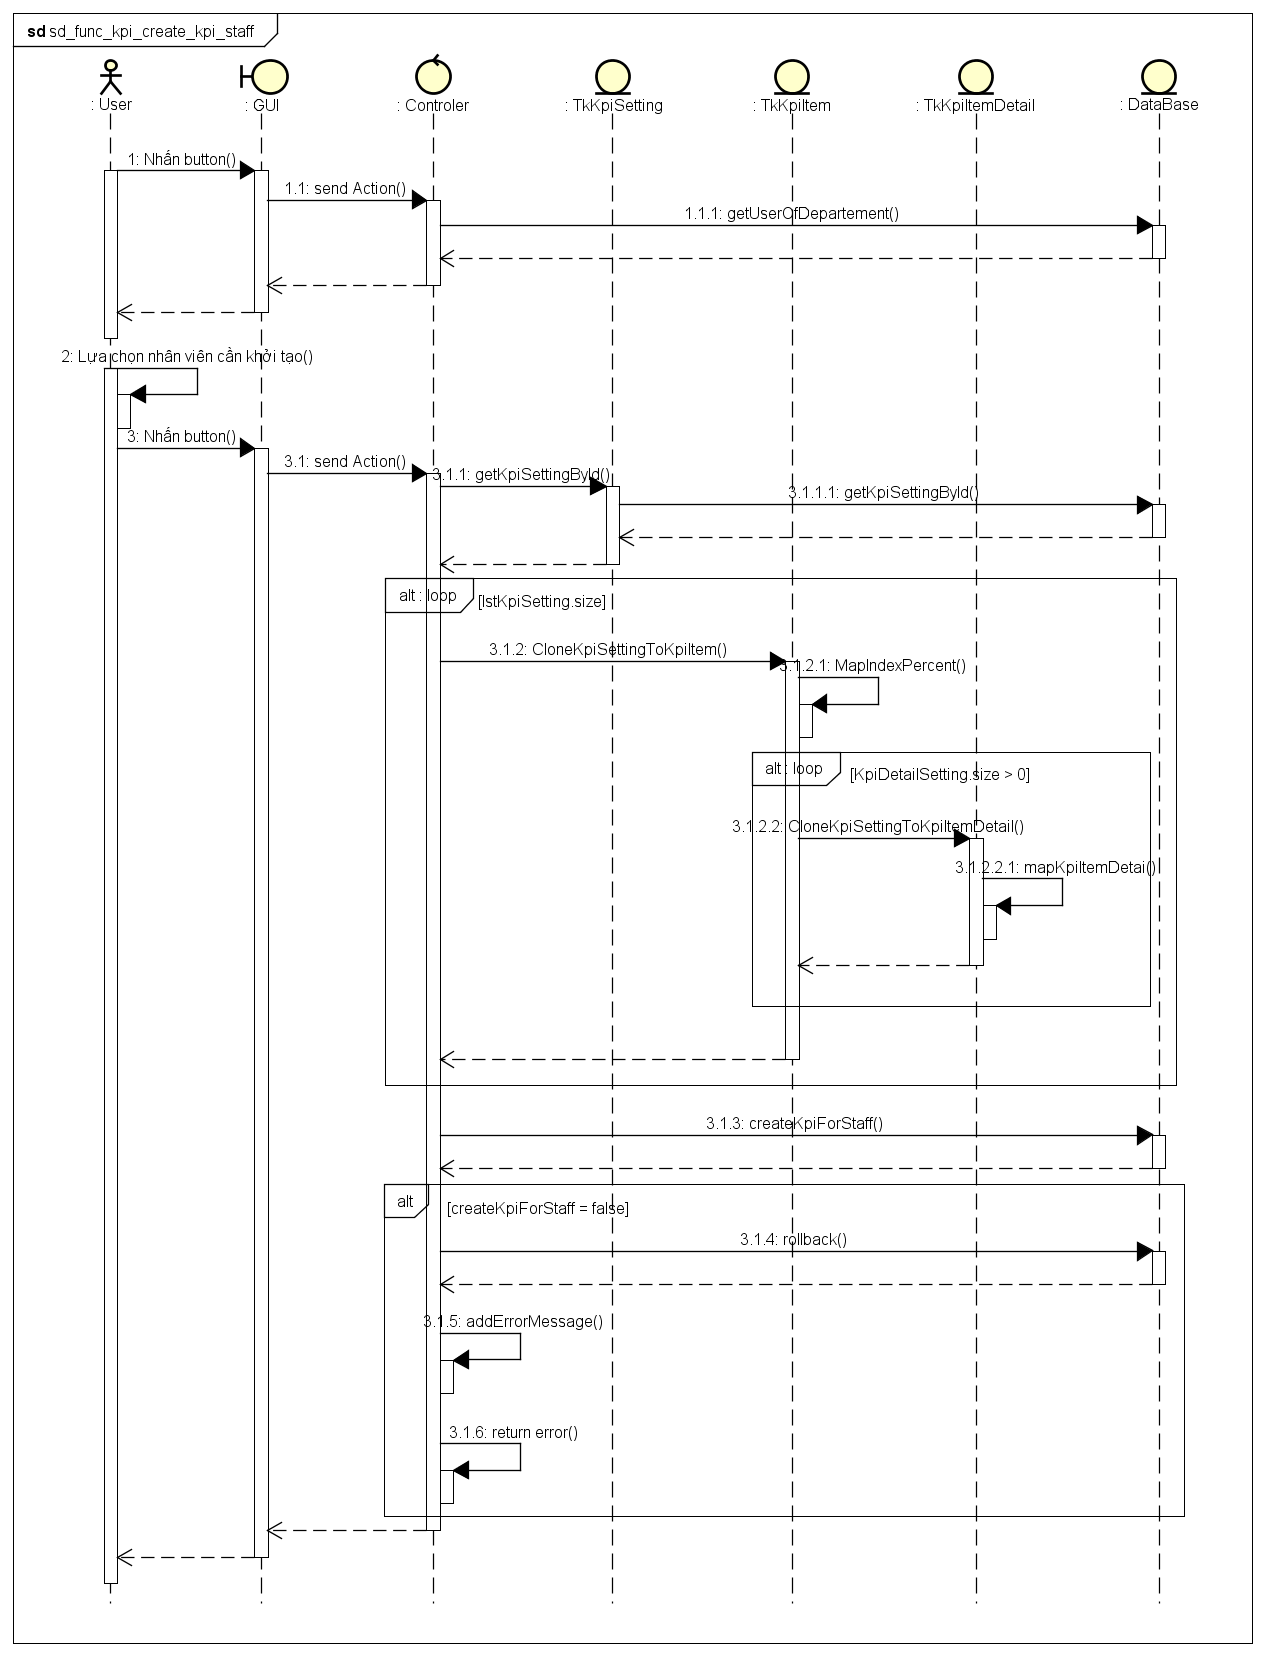 sd sd_func_kpi_create_kpi_staff
: User
: GUI
: Controler
: TkKpiSetting
: TkKpiItem
: TkKpiItemDetail
: DataBase
1: Nhấn button()
1.1: send Action()
1.1.1: getUserOfDepartement()
2: Lựa chọn nhân viên cần khởi tạo()
3: Nhấn button()
3.1: send Action()
3.1.1: getKpiSettingById()
3.1.1.1: getKpiSettingById()
alt : loop
[lstKpiSetting.size]
3.1.2: CloneKpiSettingToKpiItem()
3.1.2.1: MapIndexPercent()
alt : loop
[KpiDetailSetting.size > 0]
3.1.2.2: CloneKpiSettingToKpiItemDetail()
3.1.2.2.1: mapKpiItemDetai()
3.1.3: createKpiForStaff()
alt
[createKpiForStaff = false]
3.1.4: rollback()
3.1.5: addErrorMessage()
3.1.6: return error()